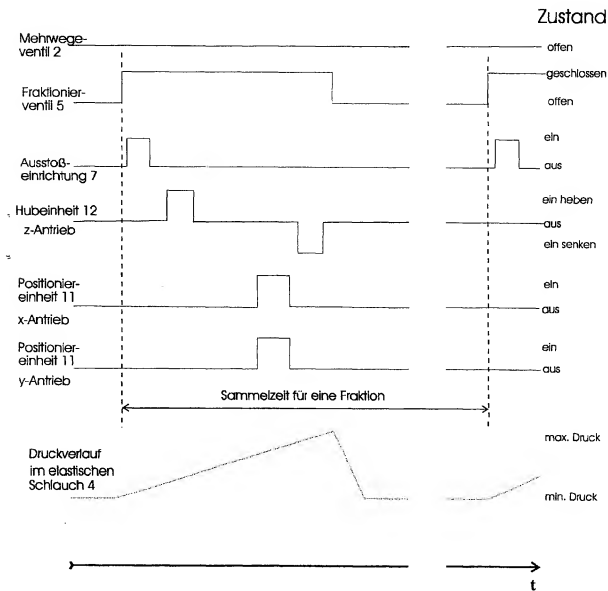 Zustand
Mehrwege-
ventil 2
offen
geschlossen
Fraktionier-
ventil 5
offen
ein
Ausstoß-
einrichtung 7
aus
ein heben
Hubeinheit 12
z-Antrieb
aus
ein senken
Positionier-
einheit 11
x-Antrieb
ein
aus
Positionier-
einheit 11
y-Antrieb
ein
aus
Sammelzeit für eine Fraktion
Druckverlauf
im elastischen
Schlauch 4
max. Druck
min. Druck
t